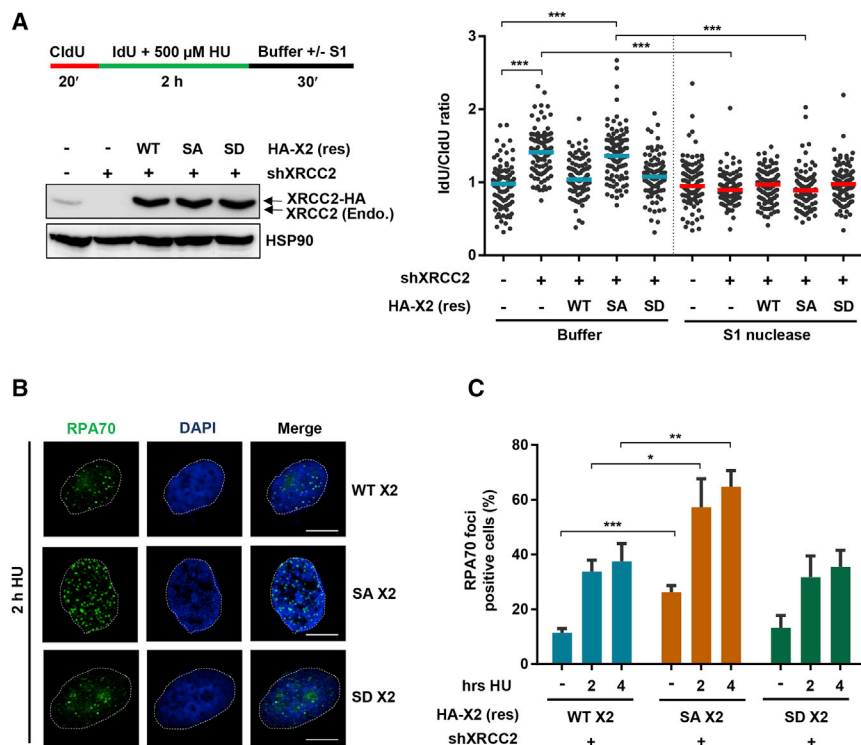 A
CldU IdU + 500 µM HU Buffer +/- S1
20′ 2 h 30′
- - WT SA SD HA-X2 (res)
- + + + + shXRCC2
XRCC2-HA
XRCC2 (Endo.)
HSP90
IdU/CldU ratio
3
2
1
0
*** *** *** ***
shXRCC2 - + + + + - + + + +
HA-X2 (res) - - WT SA SD - - WT SA SD
Buffer S1 nuclease
B
RPA70 DAPI Merge
2 h HU
WT X2
SA X2
SD X2
C
RPA70 foci
positive cells (%)
80
60
40
20
0
**
*
***
hrs HU - 2 4 - 2 4 - 2 4
HA-X2 (res) WT X2 SA X2 SD X2
shXRCC2 + + +